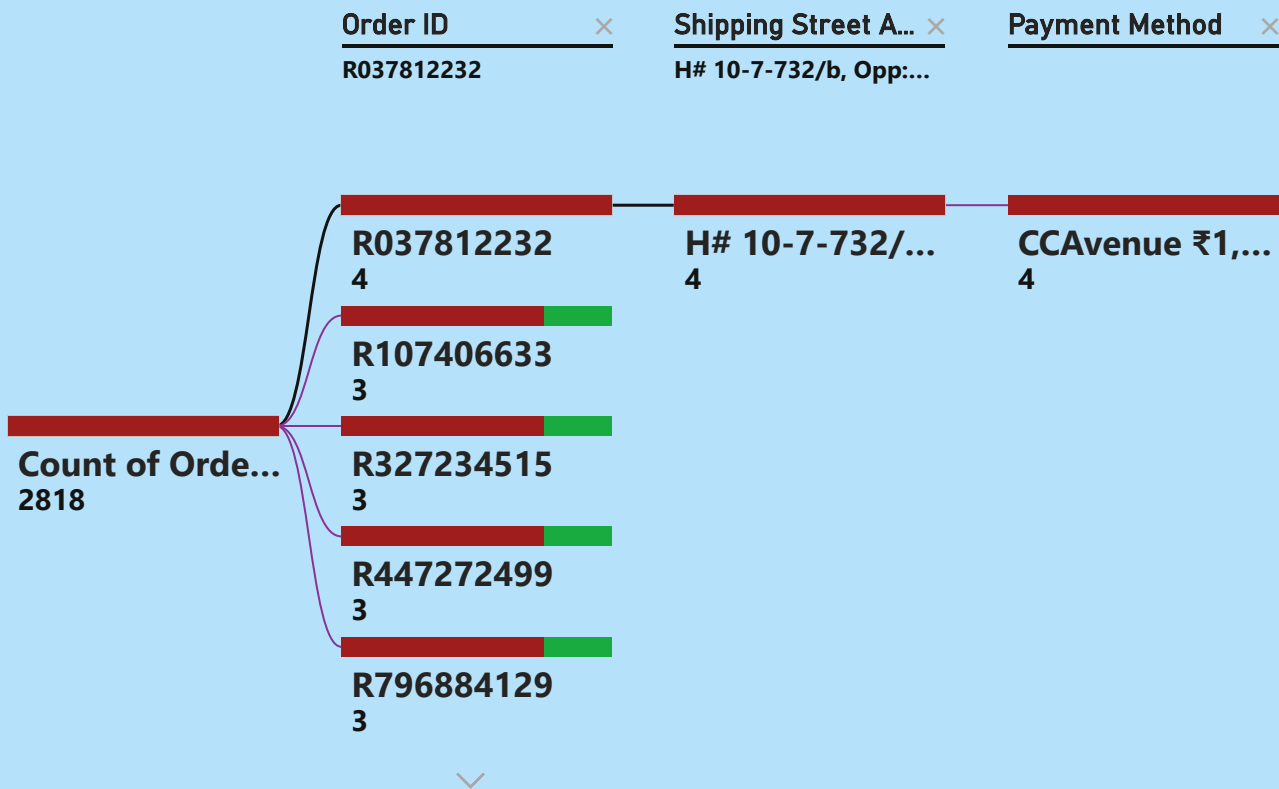 Order ID
Shipping Street A...
Payment Method
R037812232
H# 10-7-732/b, Opp:...
R037812232
4
H# 10-7-732/...
4
CCAvenue ₹1,...
4
R107406633
3
Count of Orde...
2818
R327234515
3
R447272499
3
R796884129
3